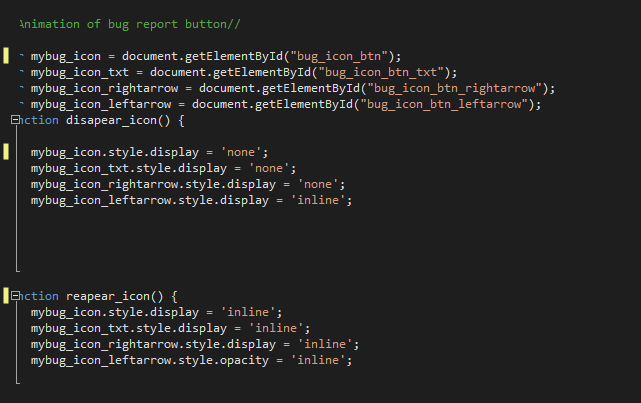 Animation of bug report button//
mybug_icon = document.getElementById("bug_icon_btn");
mybug_icon_txt = document.getElementById("bug_icon_btn_txt");
mybug_icon_rightarrow = document.getElementById("bug_icon_btn_rightarrow");
mybug_icon_leftarrow = document.getElementById("bug_icon_btn_leftarrow");
nction disapear_icon() {
mybug_icon.style.display = 'none';
mybug_icon_txt.style.display = 'none';
mybug_icon_rightarrow.style.display = 'none';
mybug_icon_leftarrow.style.display = 'inline';
nction reapear_icon() {
mybug_icon.style.display = 'inline';
mybug_icon_txt.style.display = 'inline';
mybug_icon_rightarrow.style.display = 'inline';
mybug_icon_leftarrow.style.opacity = 'inline';